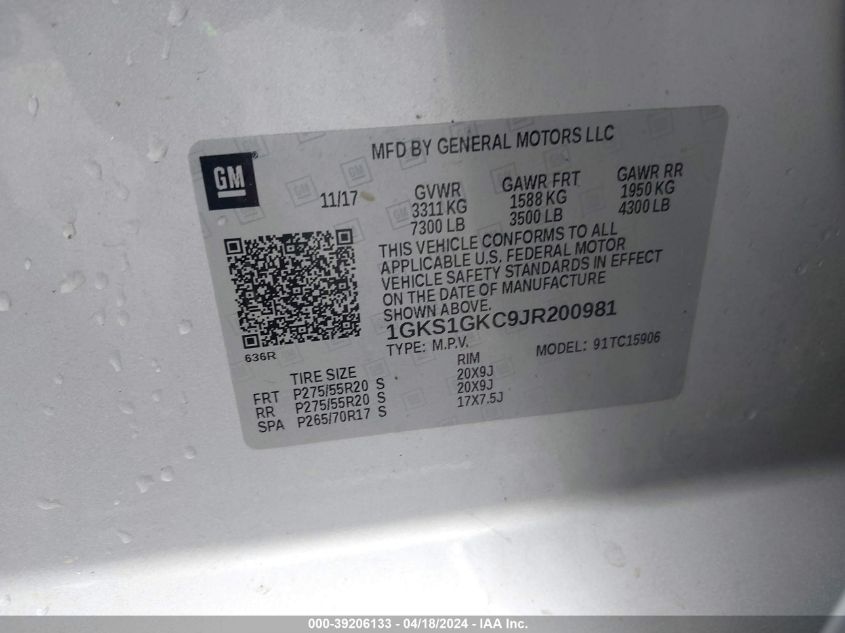 MFD BY GENERAL MOTORS LLC
GM®
11/17
GVWR GAWR FRT GAWR RR
3311 KG 1588 KG 1950 KG
7300 LB 3500 LB 4300 LB
THIS VEHICLE CONFORMS TO ALL
APPLICABLE U.S. FEDERAL MOTOR
VEHICLE SAFETY STANDARDS IN EFFECT
ON THE DATE OF MANUFACTURE
SHOWN ABOVE.
1GKS1GKC9JR200981
TYPE: M.P.V. MODEL: 91TC15906
636R
TIRE SIZE RIM
FRT P275/55R20 S 20X9J
RR P275/55R20 S 20X9J
SPA P265/70R17 S 17X7.5J
000-39206133 - 04/18/2024 - IAA Inc.